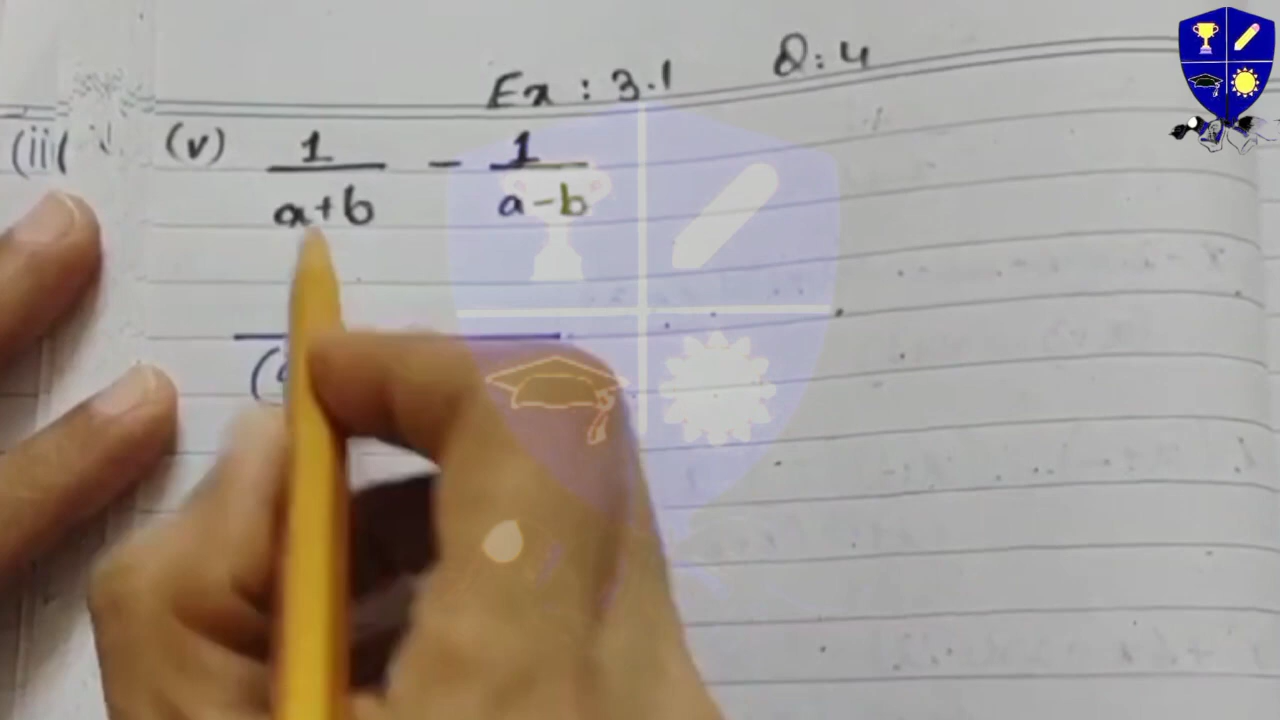 Ex : 3.1 Q: 4
(ii(
(v) 1/a+b - 1/a-b
(